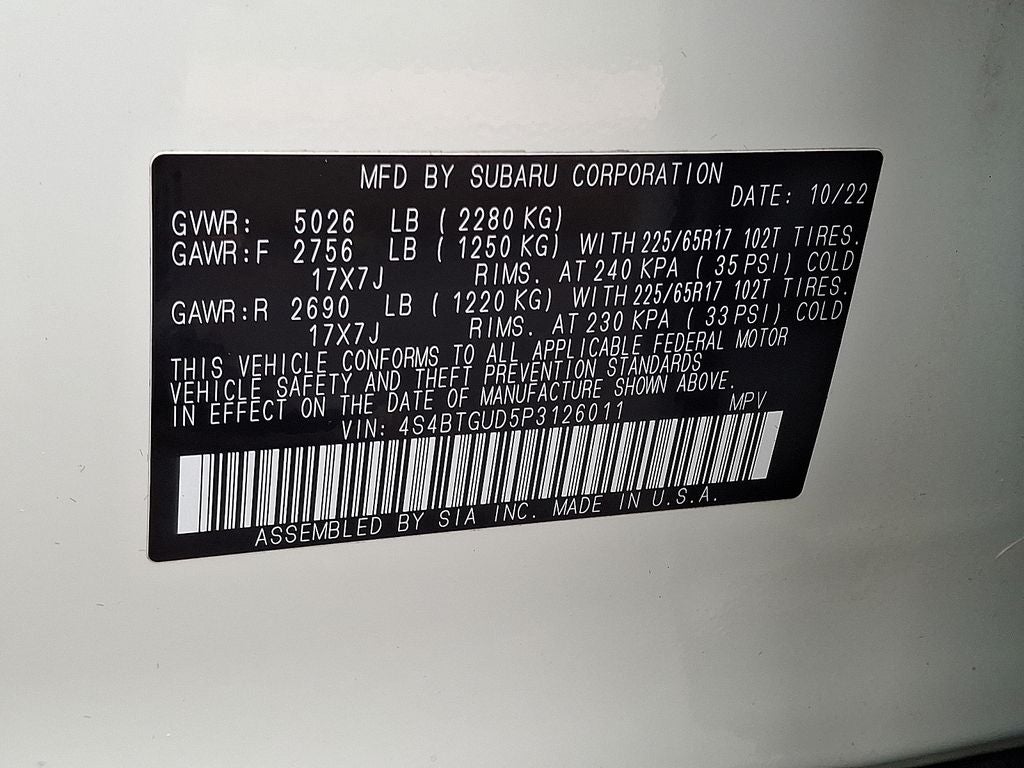 MFD BY SUBARU CORPORATION
DATE: 10/22
GVWR: 5026 LB ( 2280 KG)
GAWR:F 2756 LB ( 1250 KG) WITH 225/65R17 102T TIRES.
17X7J RIMS. AT 240 KPA ( 35 PSI) COLD
GAWR:R 2690 LB ( 1220 KG) WITH 225/65R17 102T TIRES.
17X7J RIMS. AT 230 KPA ( 33 PSI) COLD
THIS VEHICLE CONFORMS TO ALL APPLICABLE FEDERAL MOTOR
VEHICLE SAFETY AND THEFT PREVENTION STANDARDS
IN EFFECT ON THE DATE OF MANUFACTURE SHOWN ABOVE.
VIN: 4S4BTGUD5P3126011 MPV
ASSEMBLED BY SIA INC. MADE IN U.S.A.